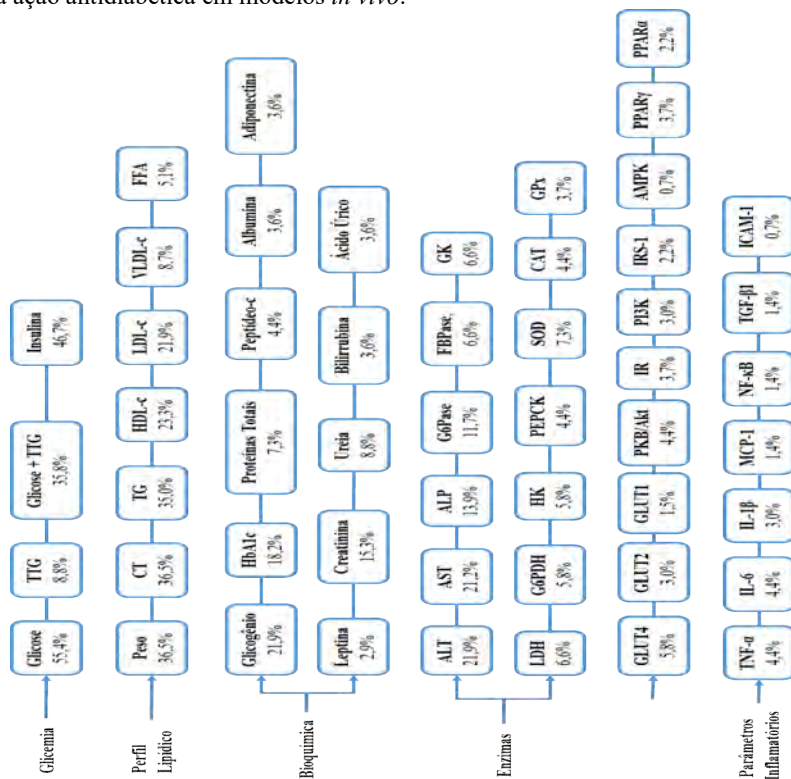 a ação antidiabética em modelos in vivo.
Glicemia
Glicose
55,4%
TTG
8,8%
Glicose + TTG
35,8%
Insulina
46,7%
Perfil
Lipídico
Peso
36,5%
CT
36,5%
TG
35,0%
HDL-c
23,3%
LDL-c
21,9%
VLDL-c
8,7%
FFA
5,1%
Bioquímica
Glicogênio
21,9%
HbA1c
18,2%
Proteínas Totais
7,3%
Peptídeo-c
4,4%
Albumina
3,6%
Adiponectina
3,6%
Leptina
2,9%
Creatinina
15,3%
Ureia
8,8%
Bilirrubina
3,6%
Ácido Úrico
3,6%
Enzimas
ALT
21,9%
AST
21,2%
ALP
13,9%
G6Pase
11,7%
FBPase,
6,6%
GK
6,6%
LDH
6,6%
G6PDH
5,8%
HK
5,8%
PEPCK
4,4%
SOD
7,3%
CAT
4,4%
GPx
3,7%
GLUT4
5,8%
GLUT2
3,0%
GLUT1
1,5%
PKB/Akt
4,4%
IR
3,7%
PI3K
3,0%
IRS-1
2,2%
AMPK
0,7%
PPARγ
3,7%
PPARα
2,2%
Parâmetros
Inflamatórios
TNF-α
4,4%
IL-6
4,4%
IL-1β
3,0%
MCP-1
1,4%
NF-κB
1,4%
TGF-β1
1,4%
ICAM-1
0,7%